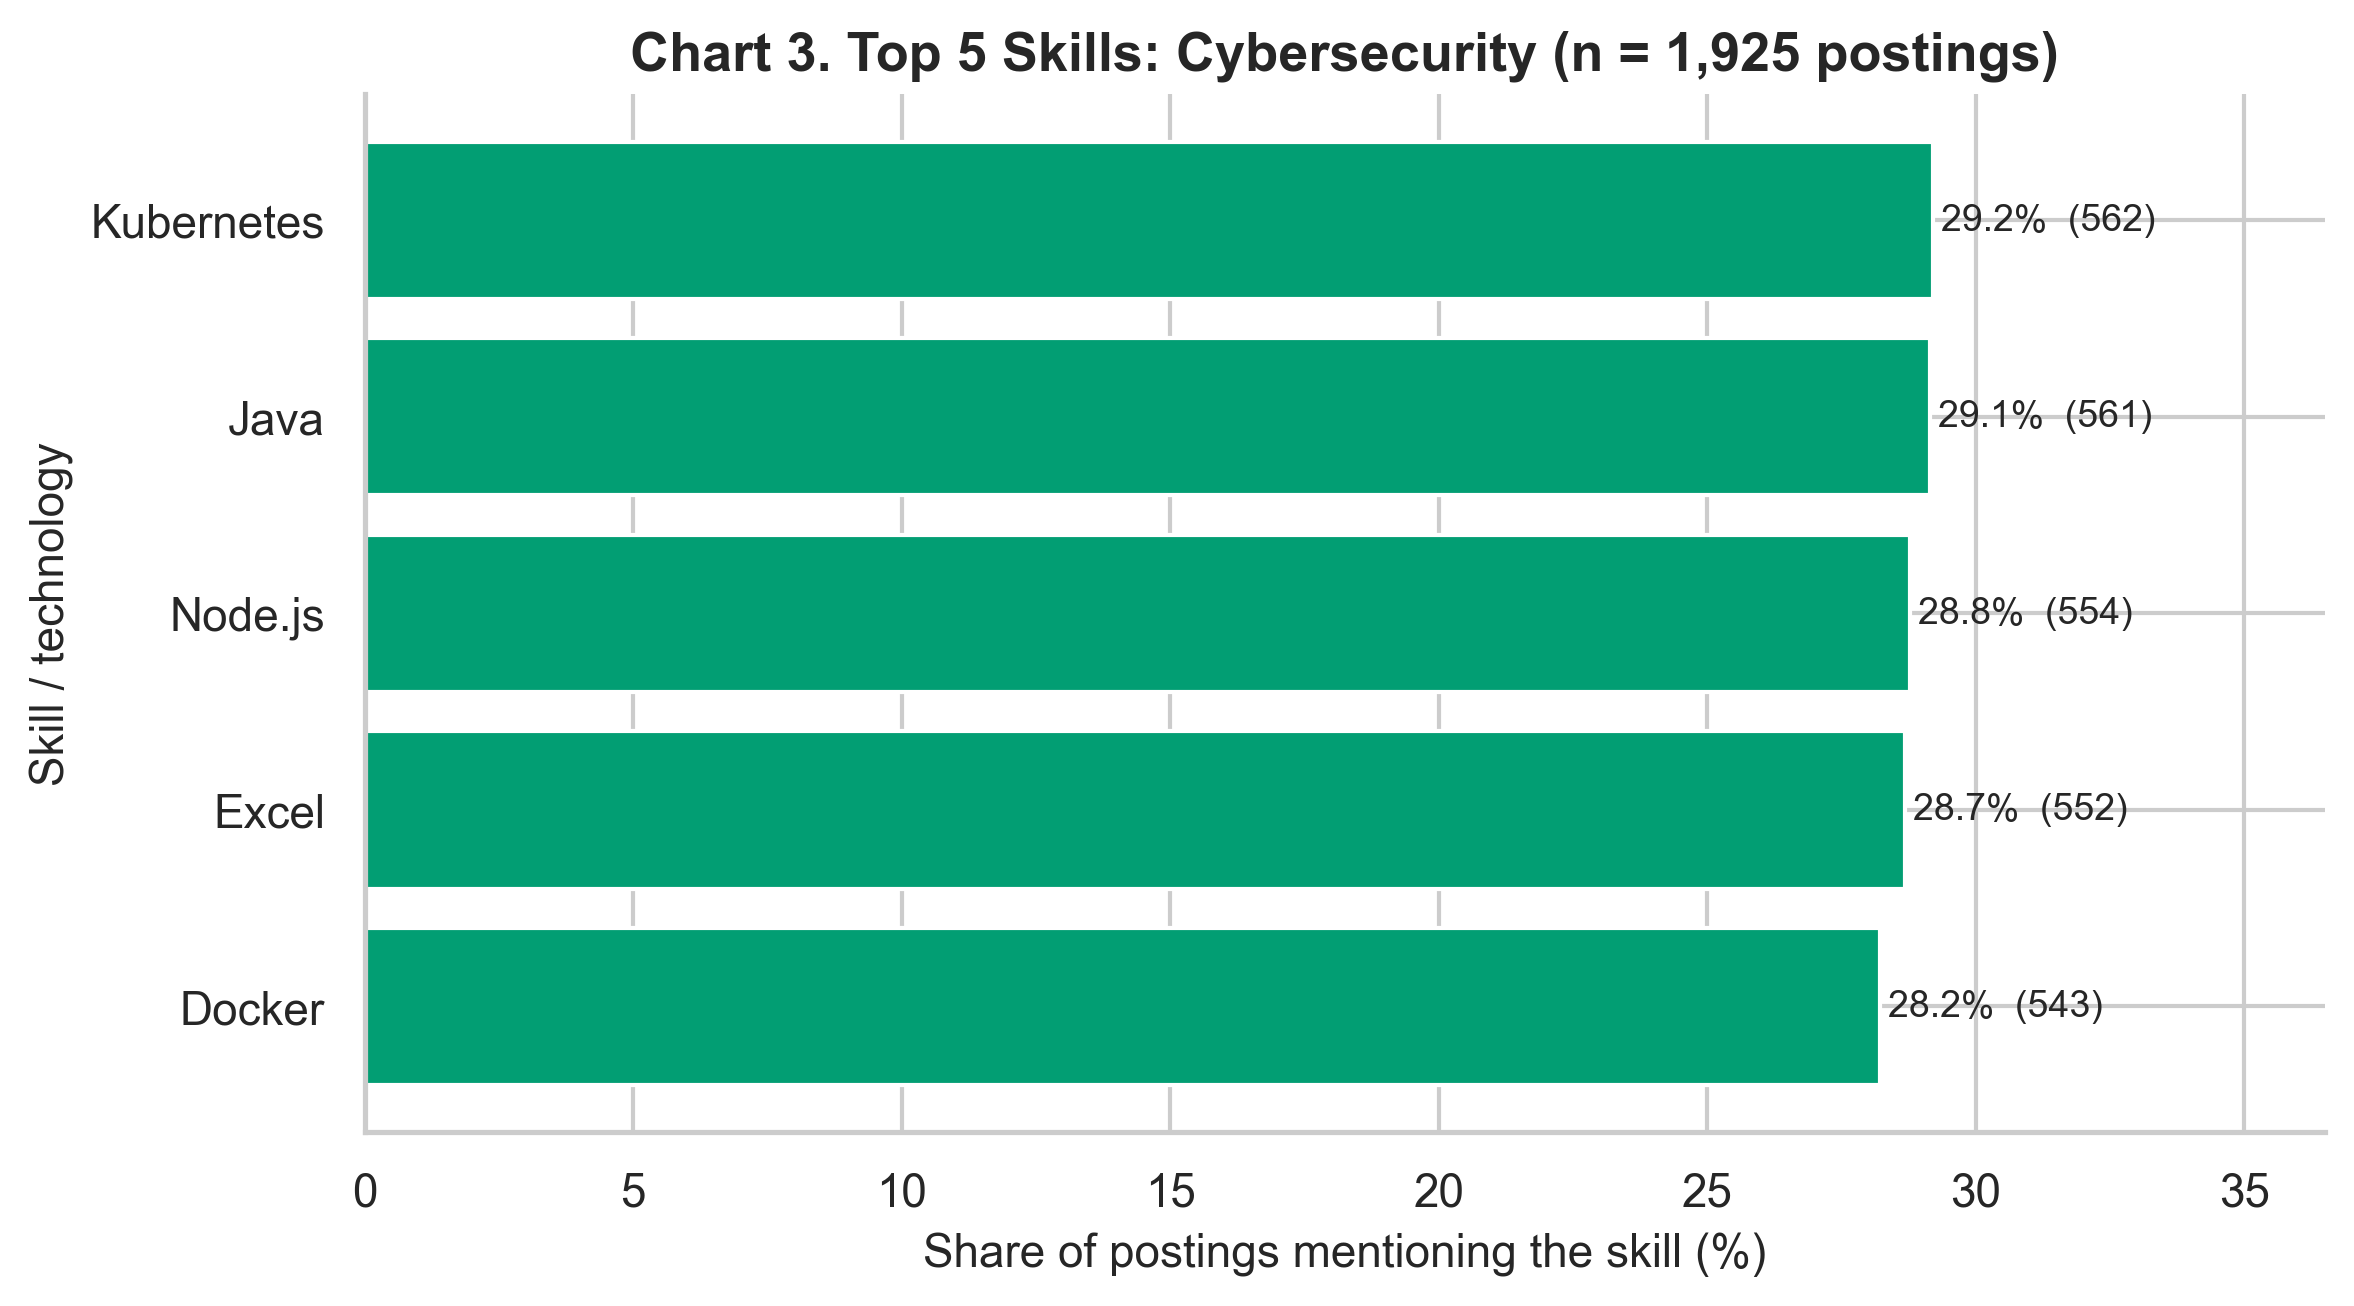 Chart 3. Top 5 Skills: Cybersecurity (n = 1,925 postings)
Kubernetes
29.2% (562)
Java
29.1% (561)
Node.js
28.8% (554)
Excel
28.7% (552)
Docker
28.2% (543)
Skill / technology
0 5 10 15 20 25 30 35
Share of postings mentioning the skill (%)